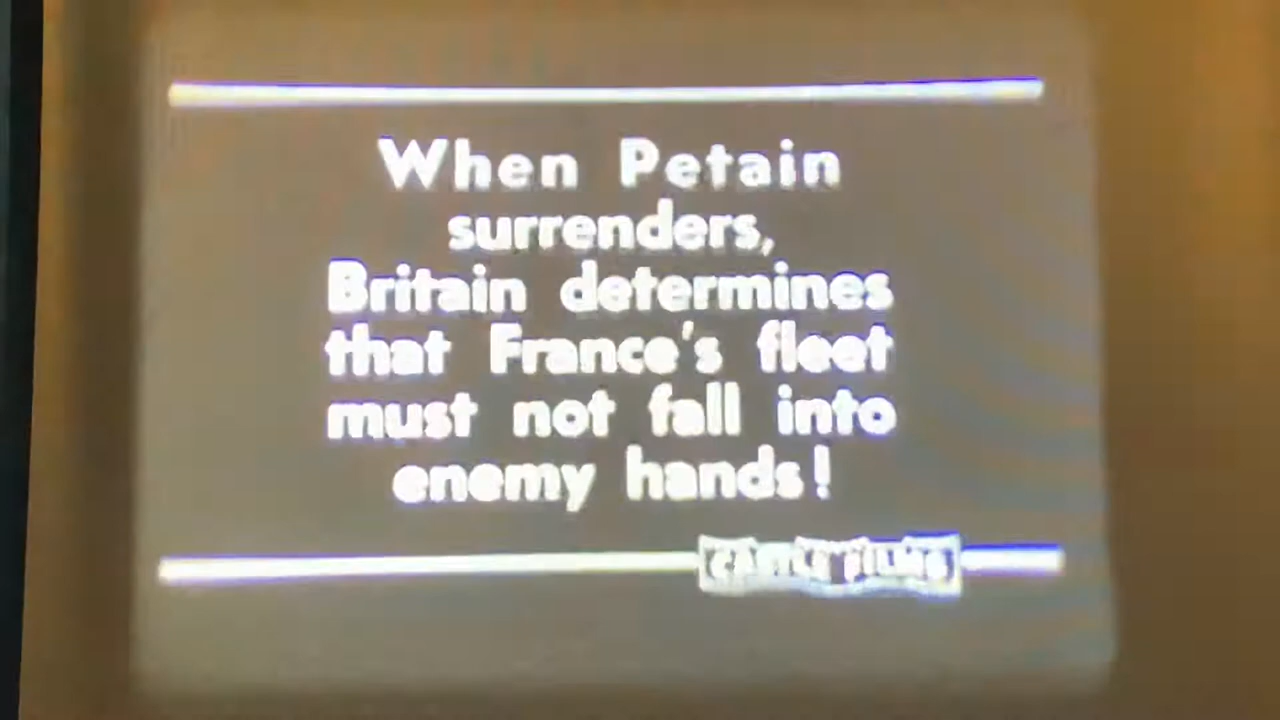 When Petain
surrenders,
Britain determines
that France's fleet
must not fall into
enemy hands!
CASTLE FILMS